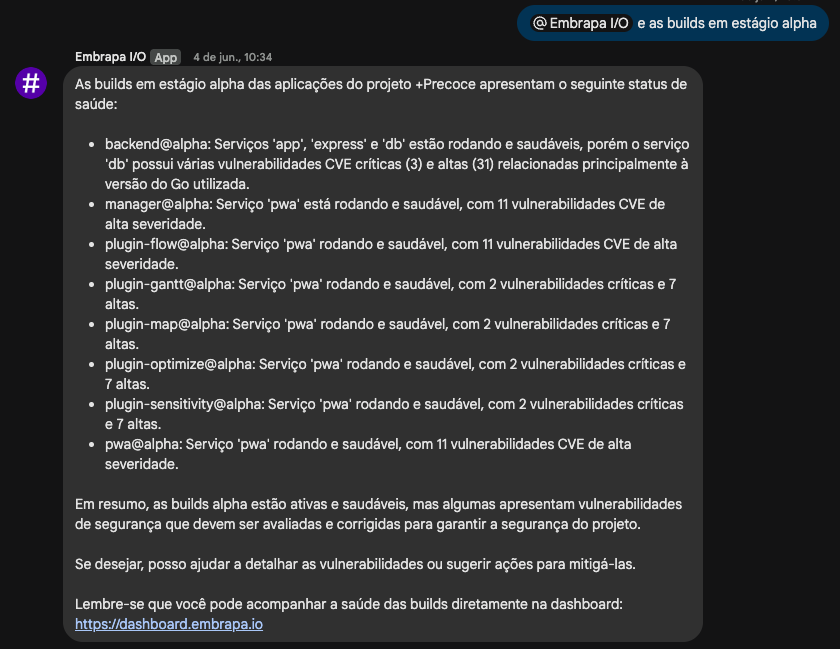 @Embrapa I/O e as builds em estágio alpha
Embrapa I/O App 4 de jun., 10:34
#
As builds em estágio alpha das aplicações do projeto +Precoce apresentam o seguinte status de
saúde:
• backend@alpha: Serviços 'app', 'express' e 'db' estão rodando e saudáveis, porém o serviço
'db' possui várias vulnerabilidades CVE críticas (3) e altas (31) relacionadas principalmente à
versão do Go utilizada.
• manager@alpha: Serviço 'pwa' está rodando e saudável, com 11 vulnerabilidades CVE de
alta severidade.
• plugin-flow@alpha: Serviço 'pwa' rodando e saudável, com 11 vulnerabilidades CVE de alta
severidade.
• plugin-gantt@alpha: Serviço 'pwa' rodando e saudável, com 2 vulnerabilidades críticas e 7
altas.
• plugin-map@alpha: Serviço 'pwa' rodando e saudável, com 2 vulnerabilidades críticas e 7
altas.
• plugin-optimize@alpha: Serviço 'pwa' rodando e saudável, com 2 vulnerabilidades críticas e
7 altas.
• plugin-sensitivity@alpha: Serviço 'pwa' rodando e saudável, com 2 vulnerabilidades críticas
e 7 altas.
• pwa@alpha: Serviço 'pwa' rodando e saudável, com 11 vulnerabilidades CVE de alta
severidade.
Em resumo, as builds alpha estão ativas e saudáveis, mas algumas apresentam vulnerabilidades
de segurança que devem ser avaliadas e corrigidas para garantir a segurança do projeto.
Se desejar, posso ajudar a detalhar as vulnerabilidades ou sugerir ações para mitigá-las.
Lembre-se que você pode acompanhar a saúde das builds diretamente na dashboard:
https://dashboard.embrapa.io